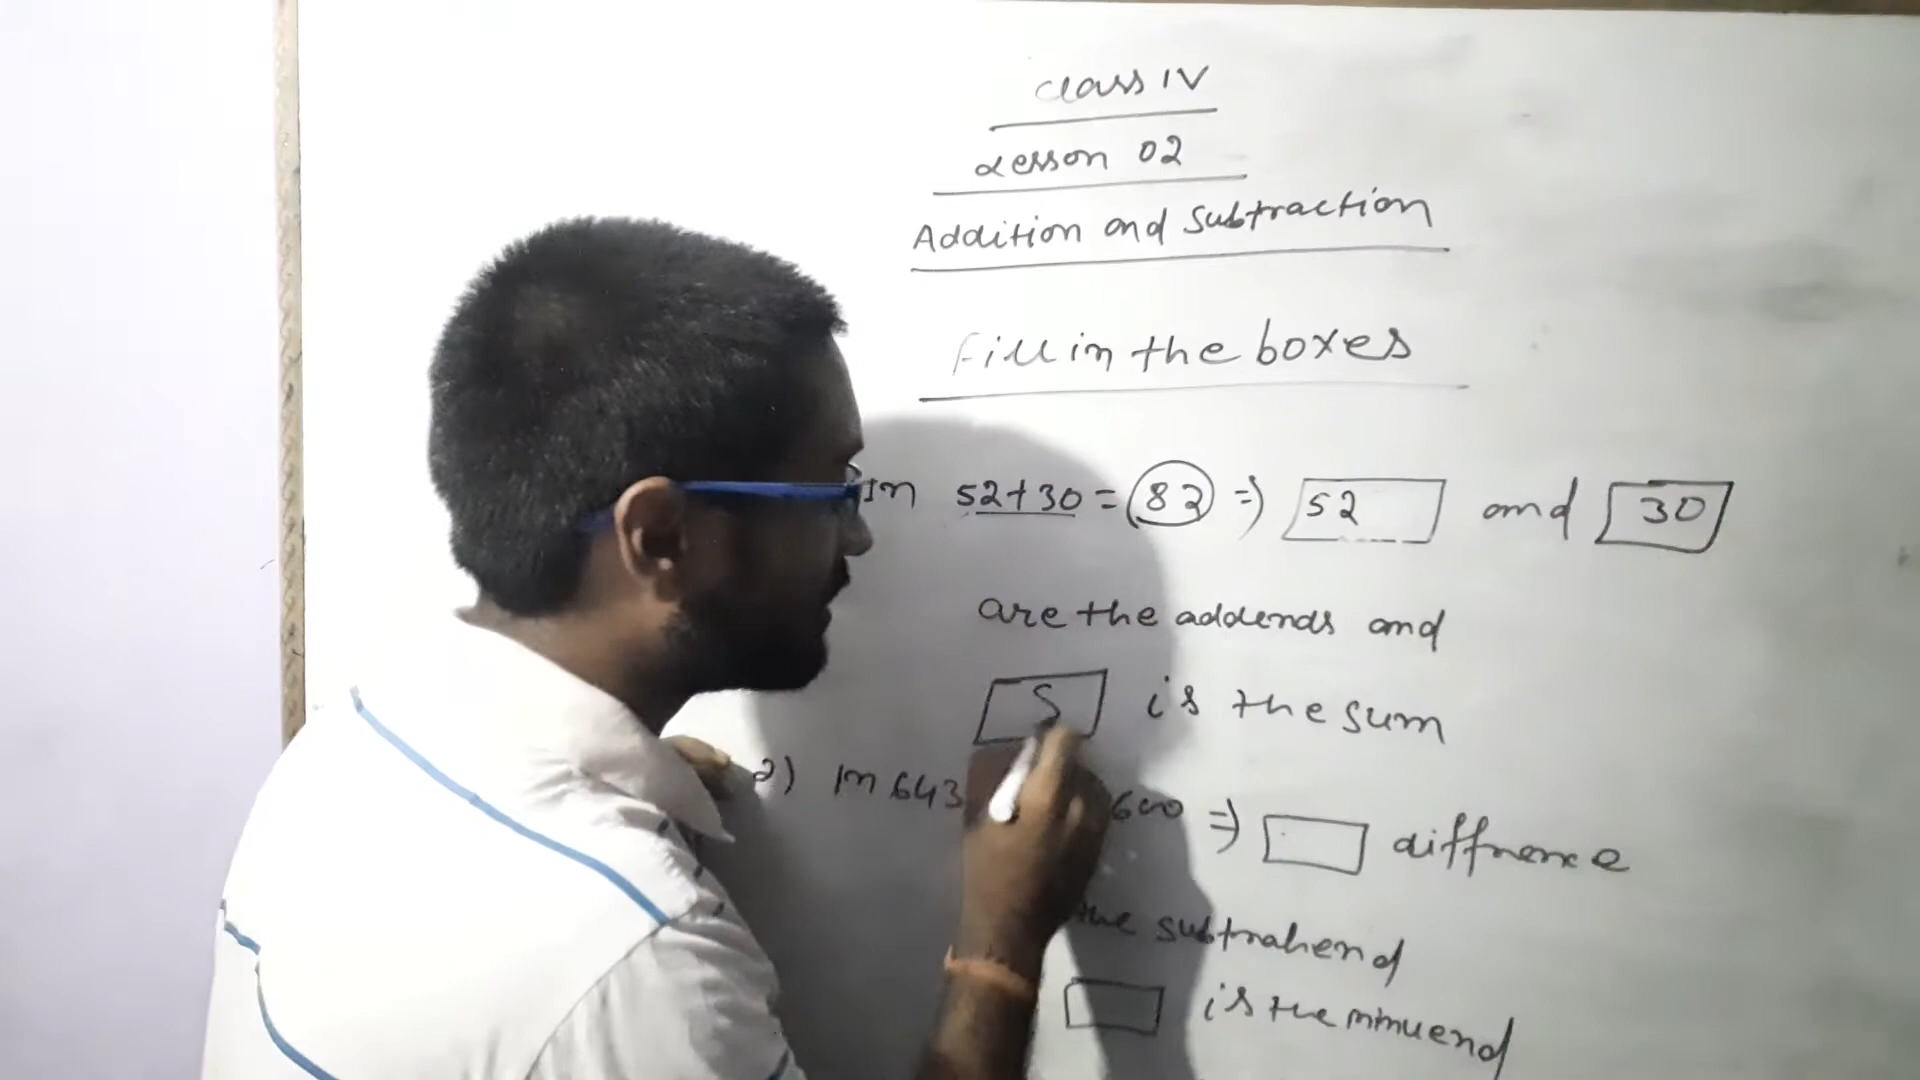 Class IV
Lesson 02
Addition and Subtraction
Fill in the boxes
In 52+30 = 82 ⇒ 52 and 30
are the addends and
is the sum
2) In 643 600 ⇒ diffrence
the subtrahend
is the minuend